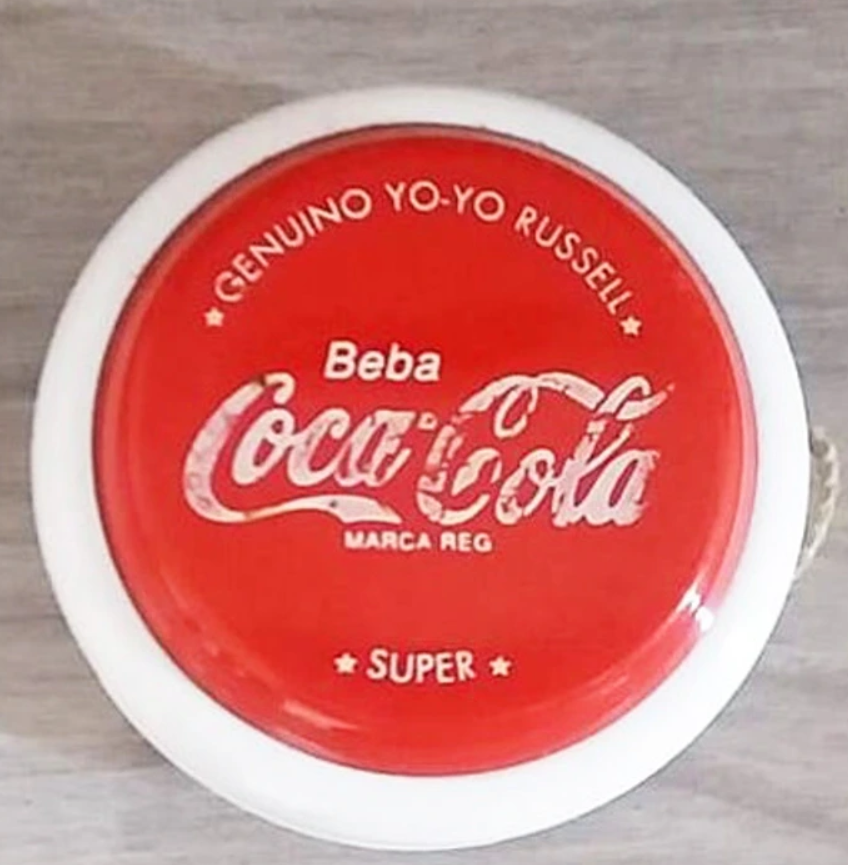 ★ GENUINO YO-YO RUSSELL ★
Beba
Coca-Cola
MARCA REG
★ SUPER ★